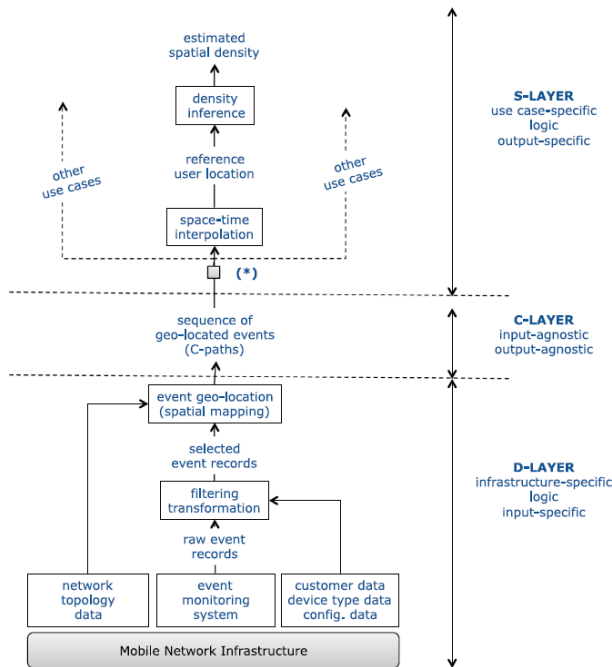 estimated
spatial density
density
inference
S-LAYER
use case-specific
logic
output-specific
other
use cases
reference
user location
other
use cases
space-time
interpolation
(*)
sequence of
geo-located events
(C-paths)
C-LAYER
input-agnostic
output-agnostic
event geo-location
(spatial mapping)
selected
event records
D-LAYER
infrastructure-specific
logic
input-specific
filtering
transformation
raw event
records
network
topology
data
event
monitoring
system
customer data
device type data
config. data
Mobile Network Infrastructure